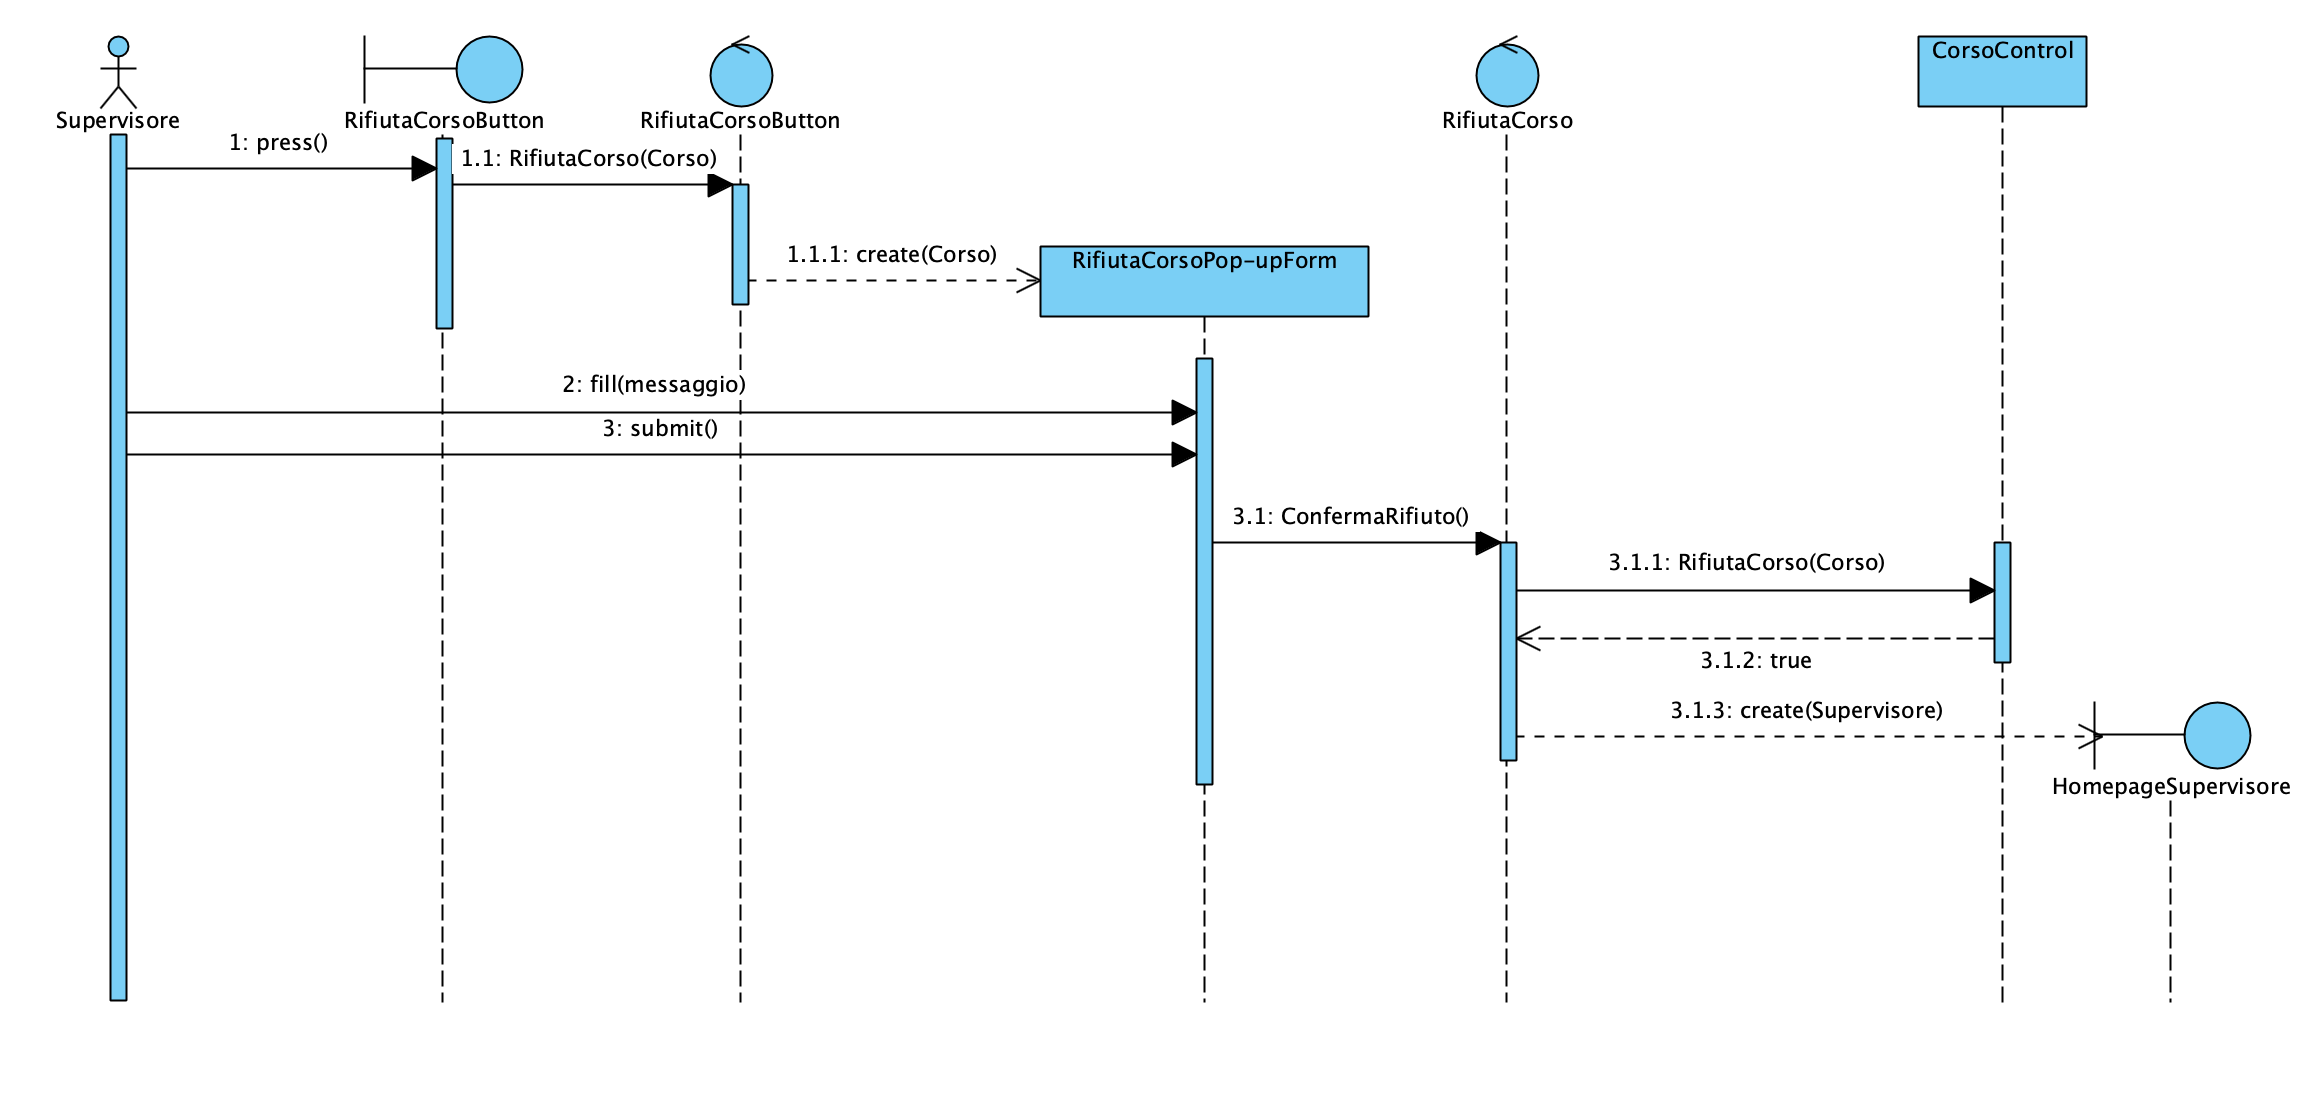 Supervisore
RifiutaCorsoButton
RifiutaCorsoButton
RifiutaCorso
CorsoControl
1: press()
1.1: RifiutaCorso(Corso)
1.1.1: create(Corso)
RifiutaCorsoPop-upForm
2: fill(messaggio)
3: submit()
3.1: ConfermaRifiuto()
3.1.1: RifiutaCorso(Corso)
3.1.2: true
3.1.3: create(Supervisore)
HomepageSupervisore